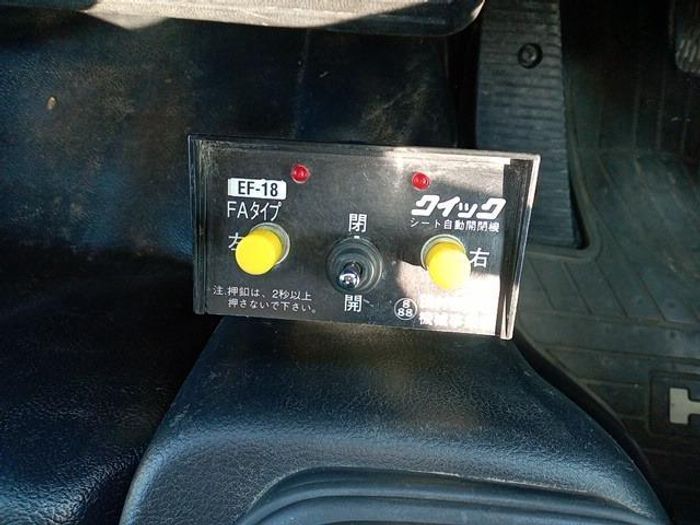 EF-18
FAタイプ
クイック
シート自動開閉機
左
閉
右
開
注.押釦は、2秒以上
押さないで下さい。
8
88
H